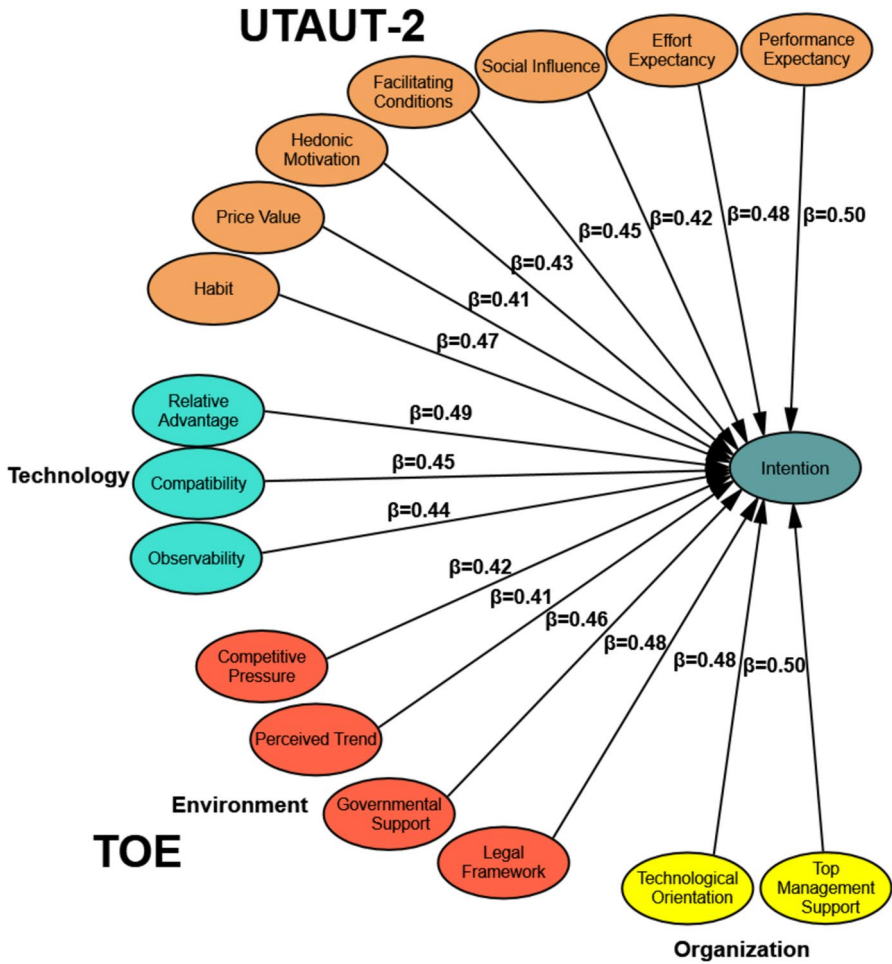 UTAUT-2
Performance
Expectancy
Effort
Expectancy
Social Influence
Facilitating
Conditions
Hedonic
Motivation
Price Value
Habit
β=0.50
β=0.48
β=0.42
β=0.45
β=0.43
β=0.41
β=0.47
Technology
Relative
Advantage
Compatibility
Observability
β=0.49
β=0.45
β=0.44
Intention
β=0.42
β=0.41
β=0.46
β=0.48
β=0.48
β=0.50
Competitive
Pressure
Perceived Trend
Environment
Governmental
Support
Legal
Framework
TOE
Technological
Orientation
Top
Management
Support
Organization